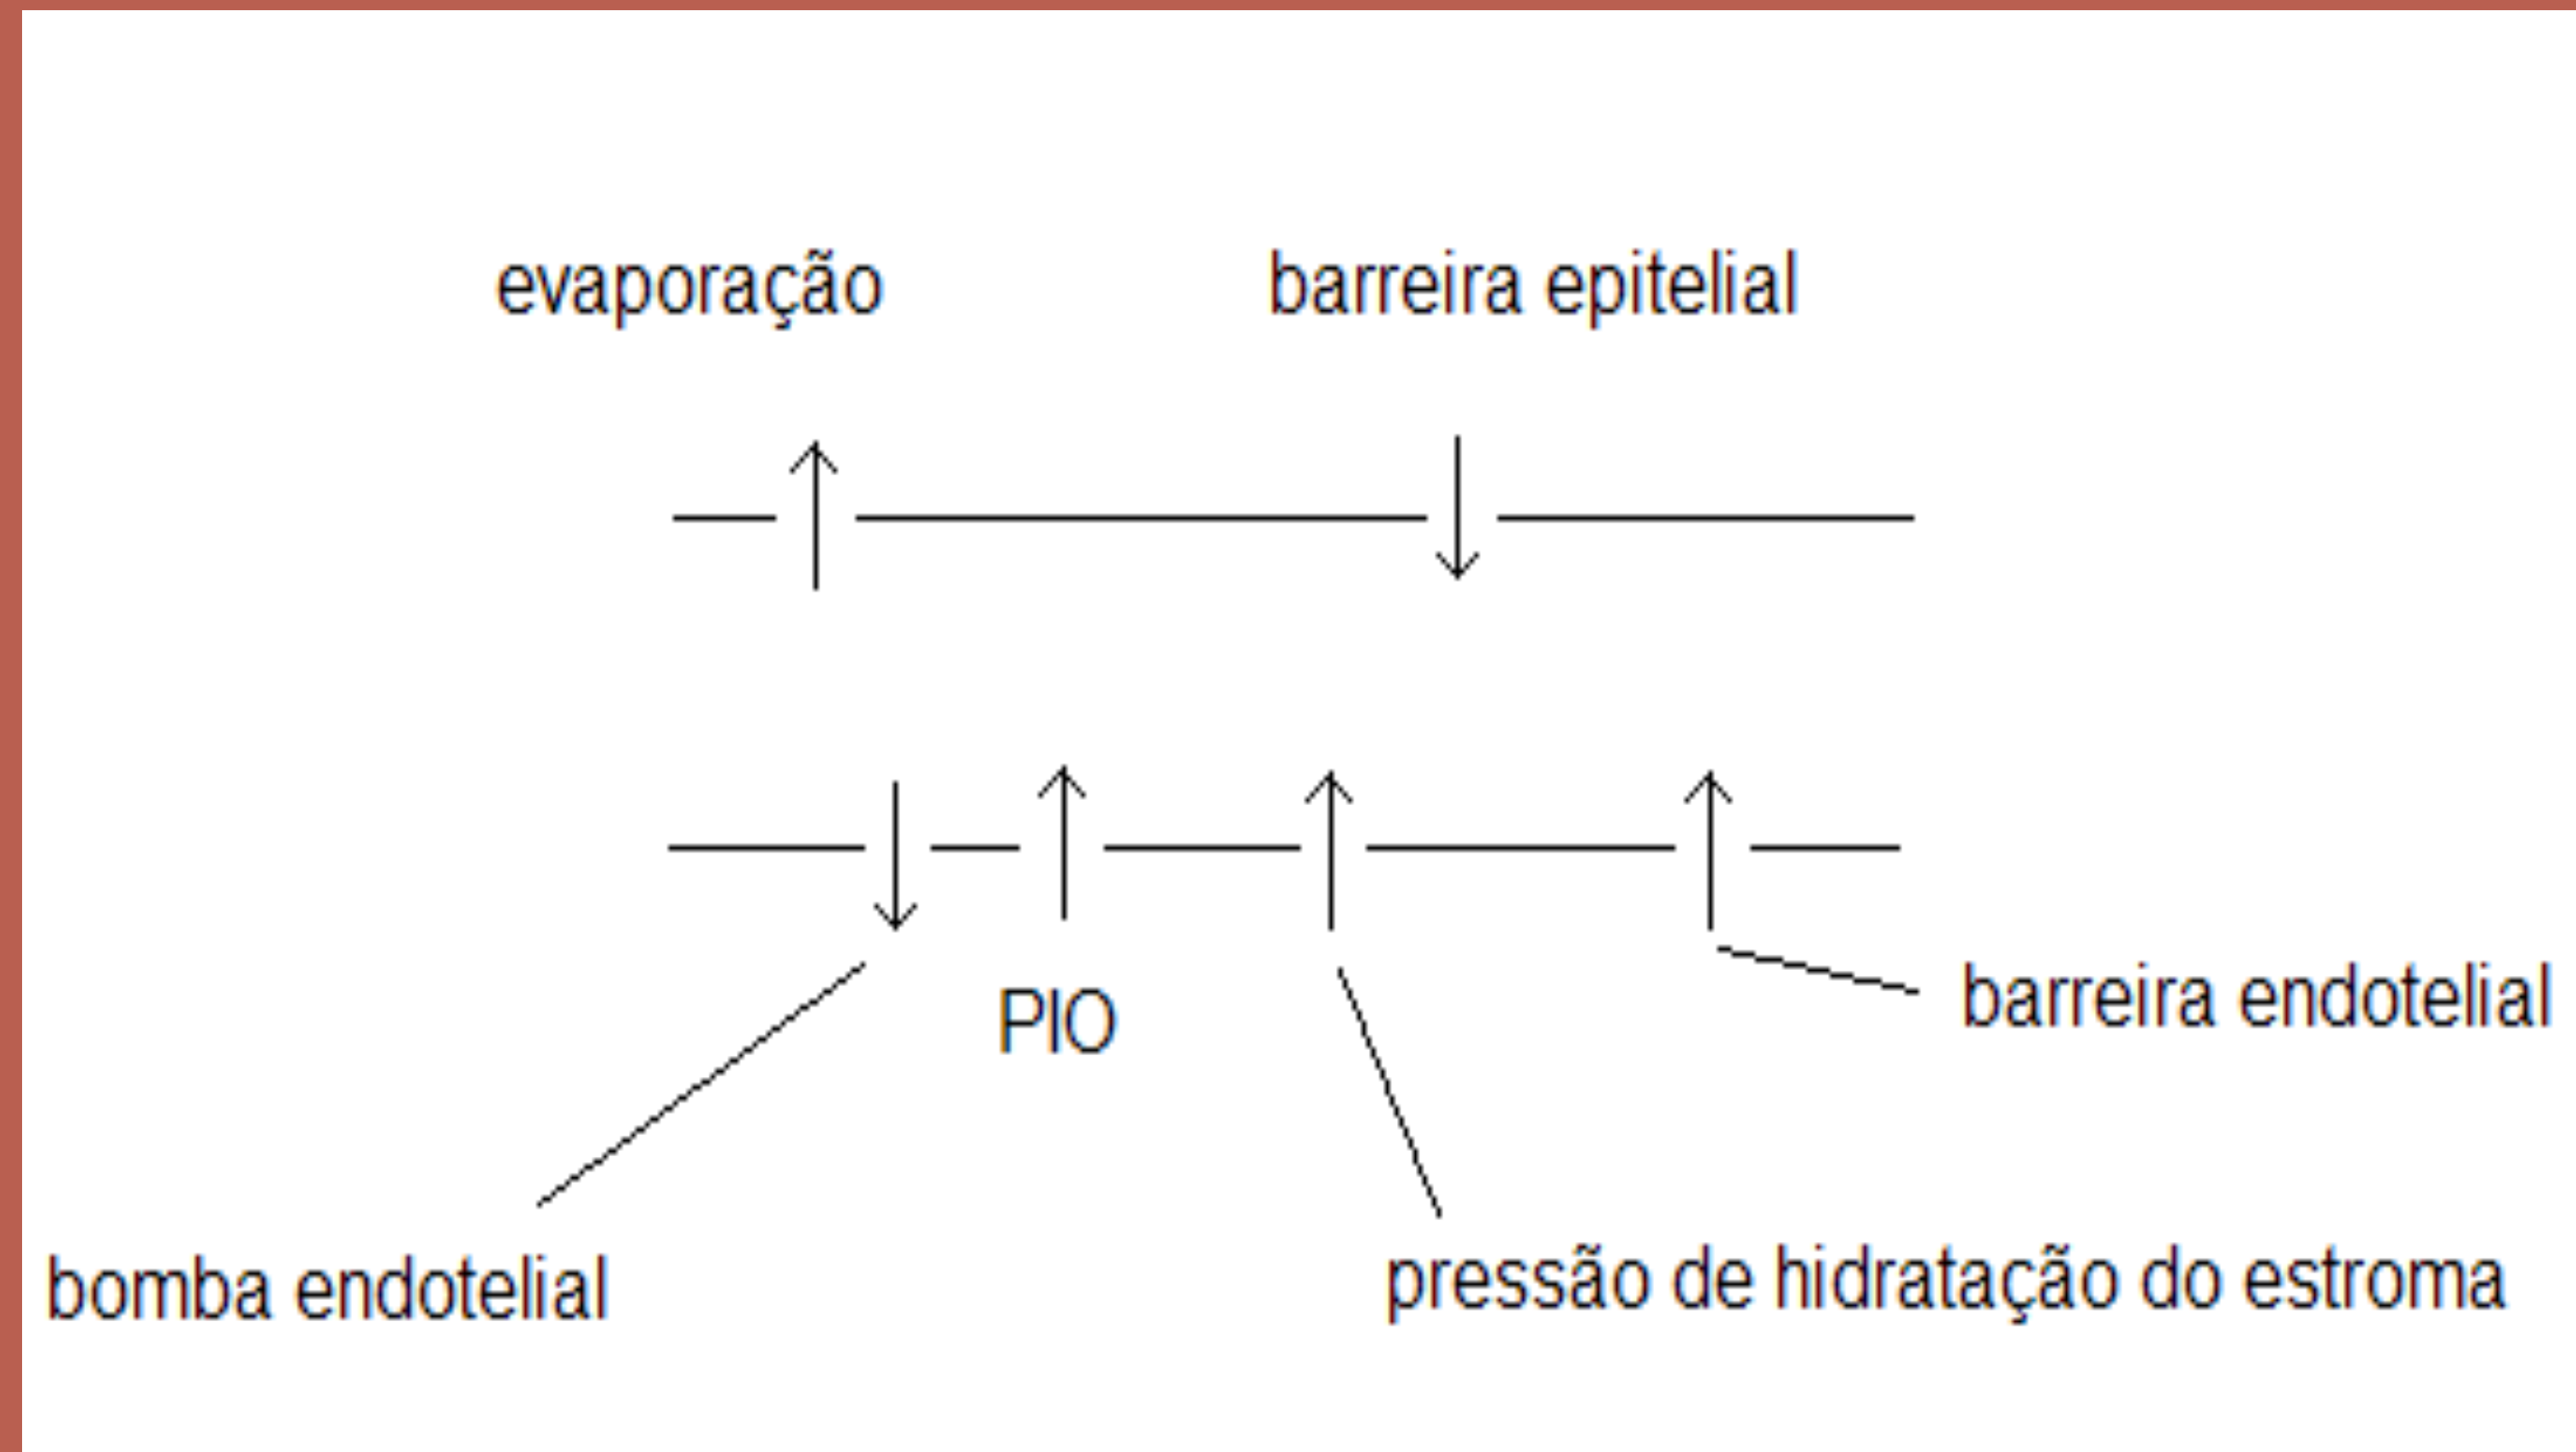 evaporação
barreira epitelial
PIO
barreira endotelial
bomba endotelial
pressão de hidratação do estroma